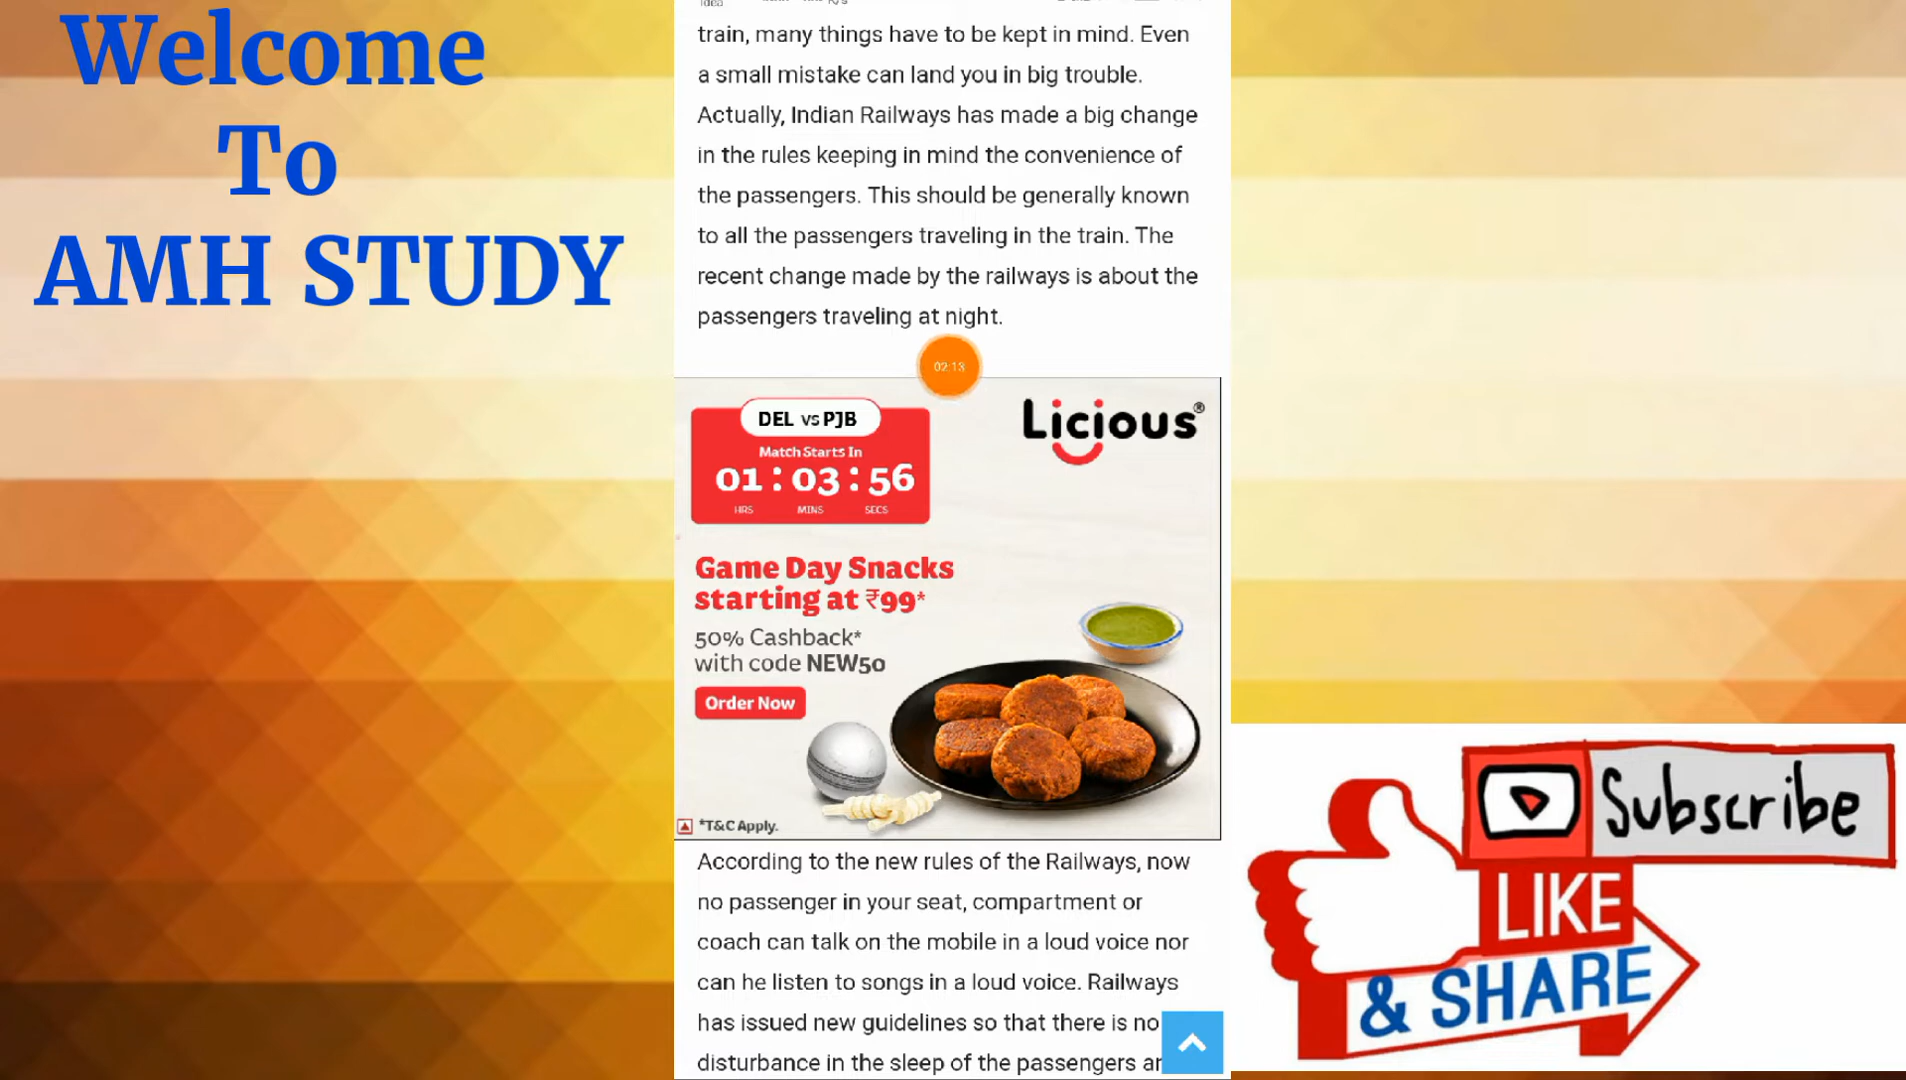 Welcome
To
AMH STUDY
Idea
train, many things have to be kept in mind. Even
a small mistake can land you in big trouble.
Actually, Indian Railways has made a big change
in the rules keeping in mind the convenience of
the passengers. This should be generally known
to all the passengers traveling in the train. The
recent change made by the railways is about the
passengers traveling at night.
02:13
DEL vs PJB
Match Starts In
01 : 03 : 56
HRS MINS SECS
Licious®
Game Day Snacks
starting at ₹99*
50% Cashback*
with code NEW50
Order Now
*T&C Apply.
According to the new rules of the Railways, now
no passenger in your seat, compartment or
coach can talk on the mobile in a loud voice nor
can he listen to songs in a loud voice. Railways
has issued new guidelines so that there is no
disturbance in the sleep of the passengers
Subscribe
LIKE
& SHARE